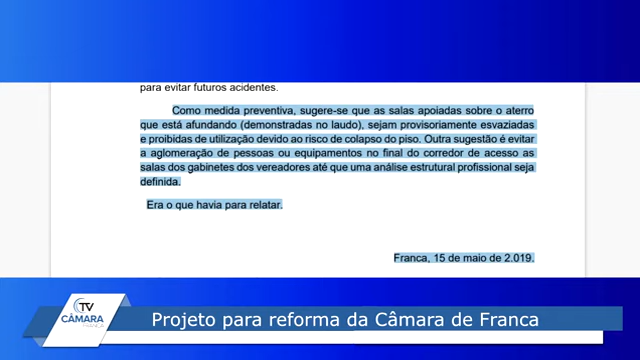 para evitar futuros acidentes.
Como medida preventiva, sugere-se que as salas apoiadas sobre o aterro
que está afundando (demonstradas no laudo), sejam provisoriamente esvaziadas
e proibidas de utilização devido ao risco de colapso do piso. Outra sugestão é evitar
a aglomeração de pessoas ou equipamentos no final do corredor de acesso as
salas dos gabinetes dos vereadores até que uma análise estrutural profissional seja
definida.
Era o que havia para relatar.
Franca, 15 de maio de 2.019.
TV
CÂMARA
FRANCA
Projeto para reforma da Câmara de Franca